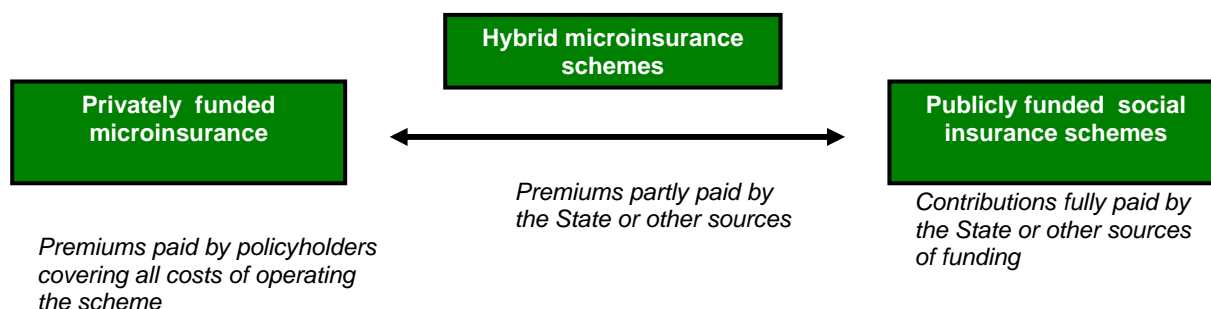 Hybrid microinsurance
schemes
Privately funded
microinsurance
Publicly funded social
insurance schemes
Premiums partly paid by
the State or other sources
Contributions fully paid by
the State or other sources
of funding
Premiums paid by policyholders
covering all costs of operating
the scheme